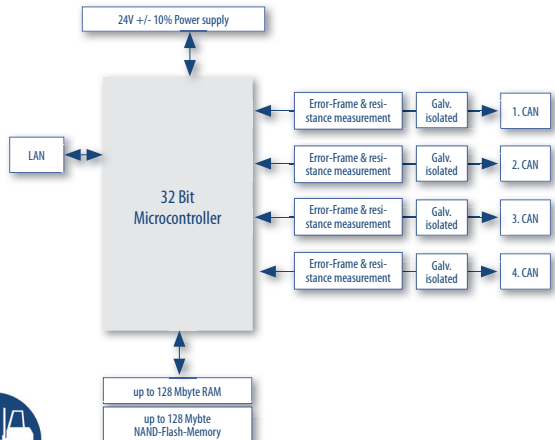 24V +/- 10% Power supply
LAN
32 Bit
Microcontroller
Error-Frame & resi-
stance measurement
Galv.
isolated
1. CAN
Error-Frame & resi-
stance measurement
Galv.
isolated
2. CAN
Error-Frame & resi-
stance measurement
Galv.
isolated
3. CAN
Error-Frame & resi-
stance measurement
Galv.
isolated
4. CAN
up to 128 Mbyte RAM
up to 128 Mybte
NAND-Flash-Memory